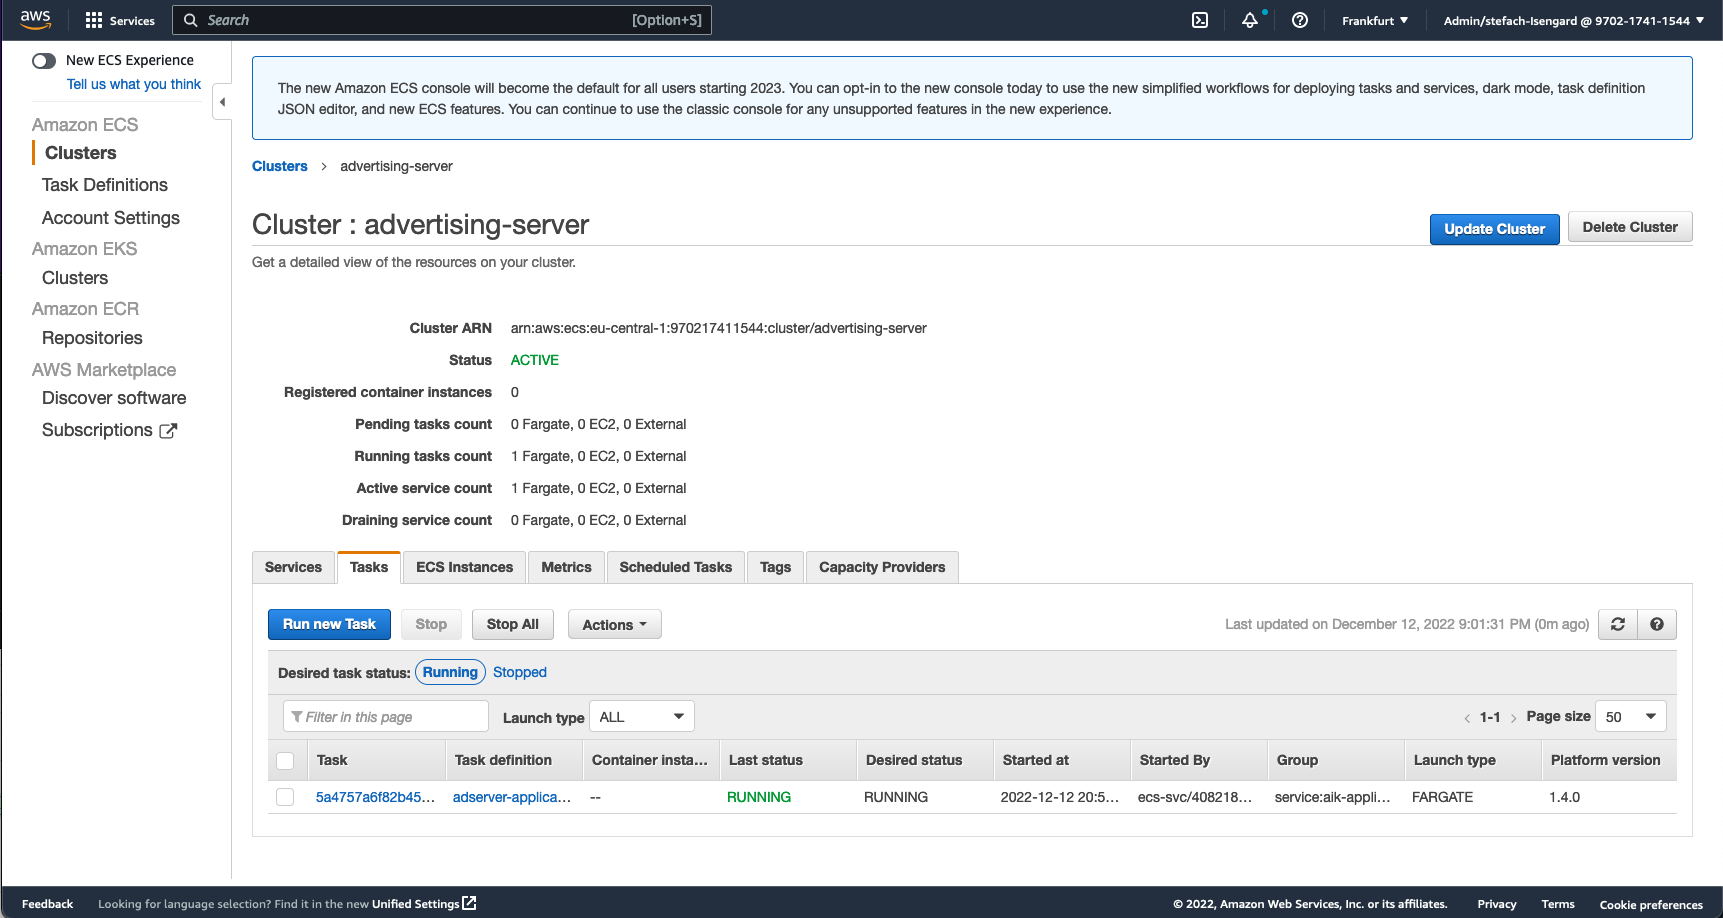 aws
Services
Search [Option+S]
Frankfurt
Admin/stefach-Isengard @ 9702-1741-1544
New ECS Experience
Tell us what you think
Amazon ECS
Clusters
Task Definitions
Account Settings
Amazon EKS
Clusters
Amazon ECR
Repositories
AWS Marketplace
Discover software
Subscriptions
The new Amazon ECS console will become the default for all users starting 2023. You can opt-in to the new console today to use the new simplified workflows for deploying tasks and services, dark mode, task definition
JSON editor, and new ECS features. You can continue to use the classic console for any unsupported features in the new experience.
Clusters > advertising-server
Cluster : advertising-server
Update Cluster Delete Cluster
Get a detailed view of the resources on your cluster.
Cluster ARN arn:aws:ecs:eu-central-1:970217411544:cluster/advertising-server
Status ACTIVE
Registered container instances 0
Pending tasks count 0 Fargate, 0 EC2, 0 External
Running tasks count 1 Fargate, 0 EC2, 0 External
Active service count 1 Fargate, 0 EC2, 0 External
Draining service count 0 Fargate, 0 EC2, 0 External
Services Tasks ECS Instances Metrics Scheduled Tasks Tags Capacity Providers
Run new Task Stop Stop All Actions Last updated on December 12, 2022 9:01:31 PM (0m ago)
Desired task status: Running Stopped
Filter in this page Launch type ALL < 1-1 > Page size 50
Task Task definition Container insta... Last status Desired status Started at Started By Group Launch type Platform version
5a4757a6f82b45... adserver-applica... -- RUNNING RUNNING 2022-12-12 20:5... ecs-svc/408218... service:aik-appli... FARGATE 1.4.0
Feedback Looking for language selection? Find it in the new Unified Settings © 2022, Amazon Web Services, Inc. or its affiliates. Privacy Terms Cookie preferences